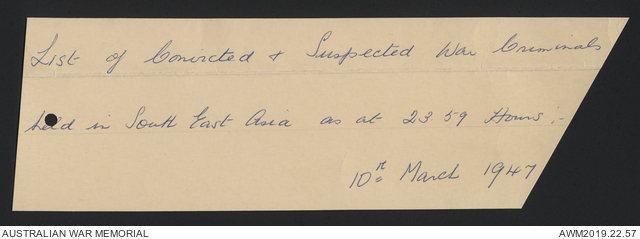 List of Convicted & Suspected War Criminals
held in South East Asia as at 23 59 Hours :-
10th March 1947
AUSTRALIAN WAR MEMORIAL
AWM2019.22.57